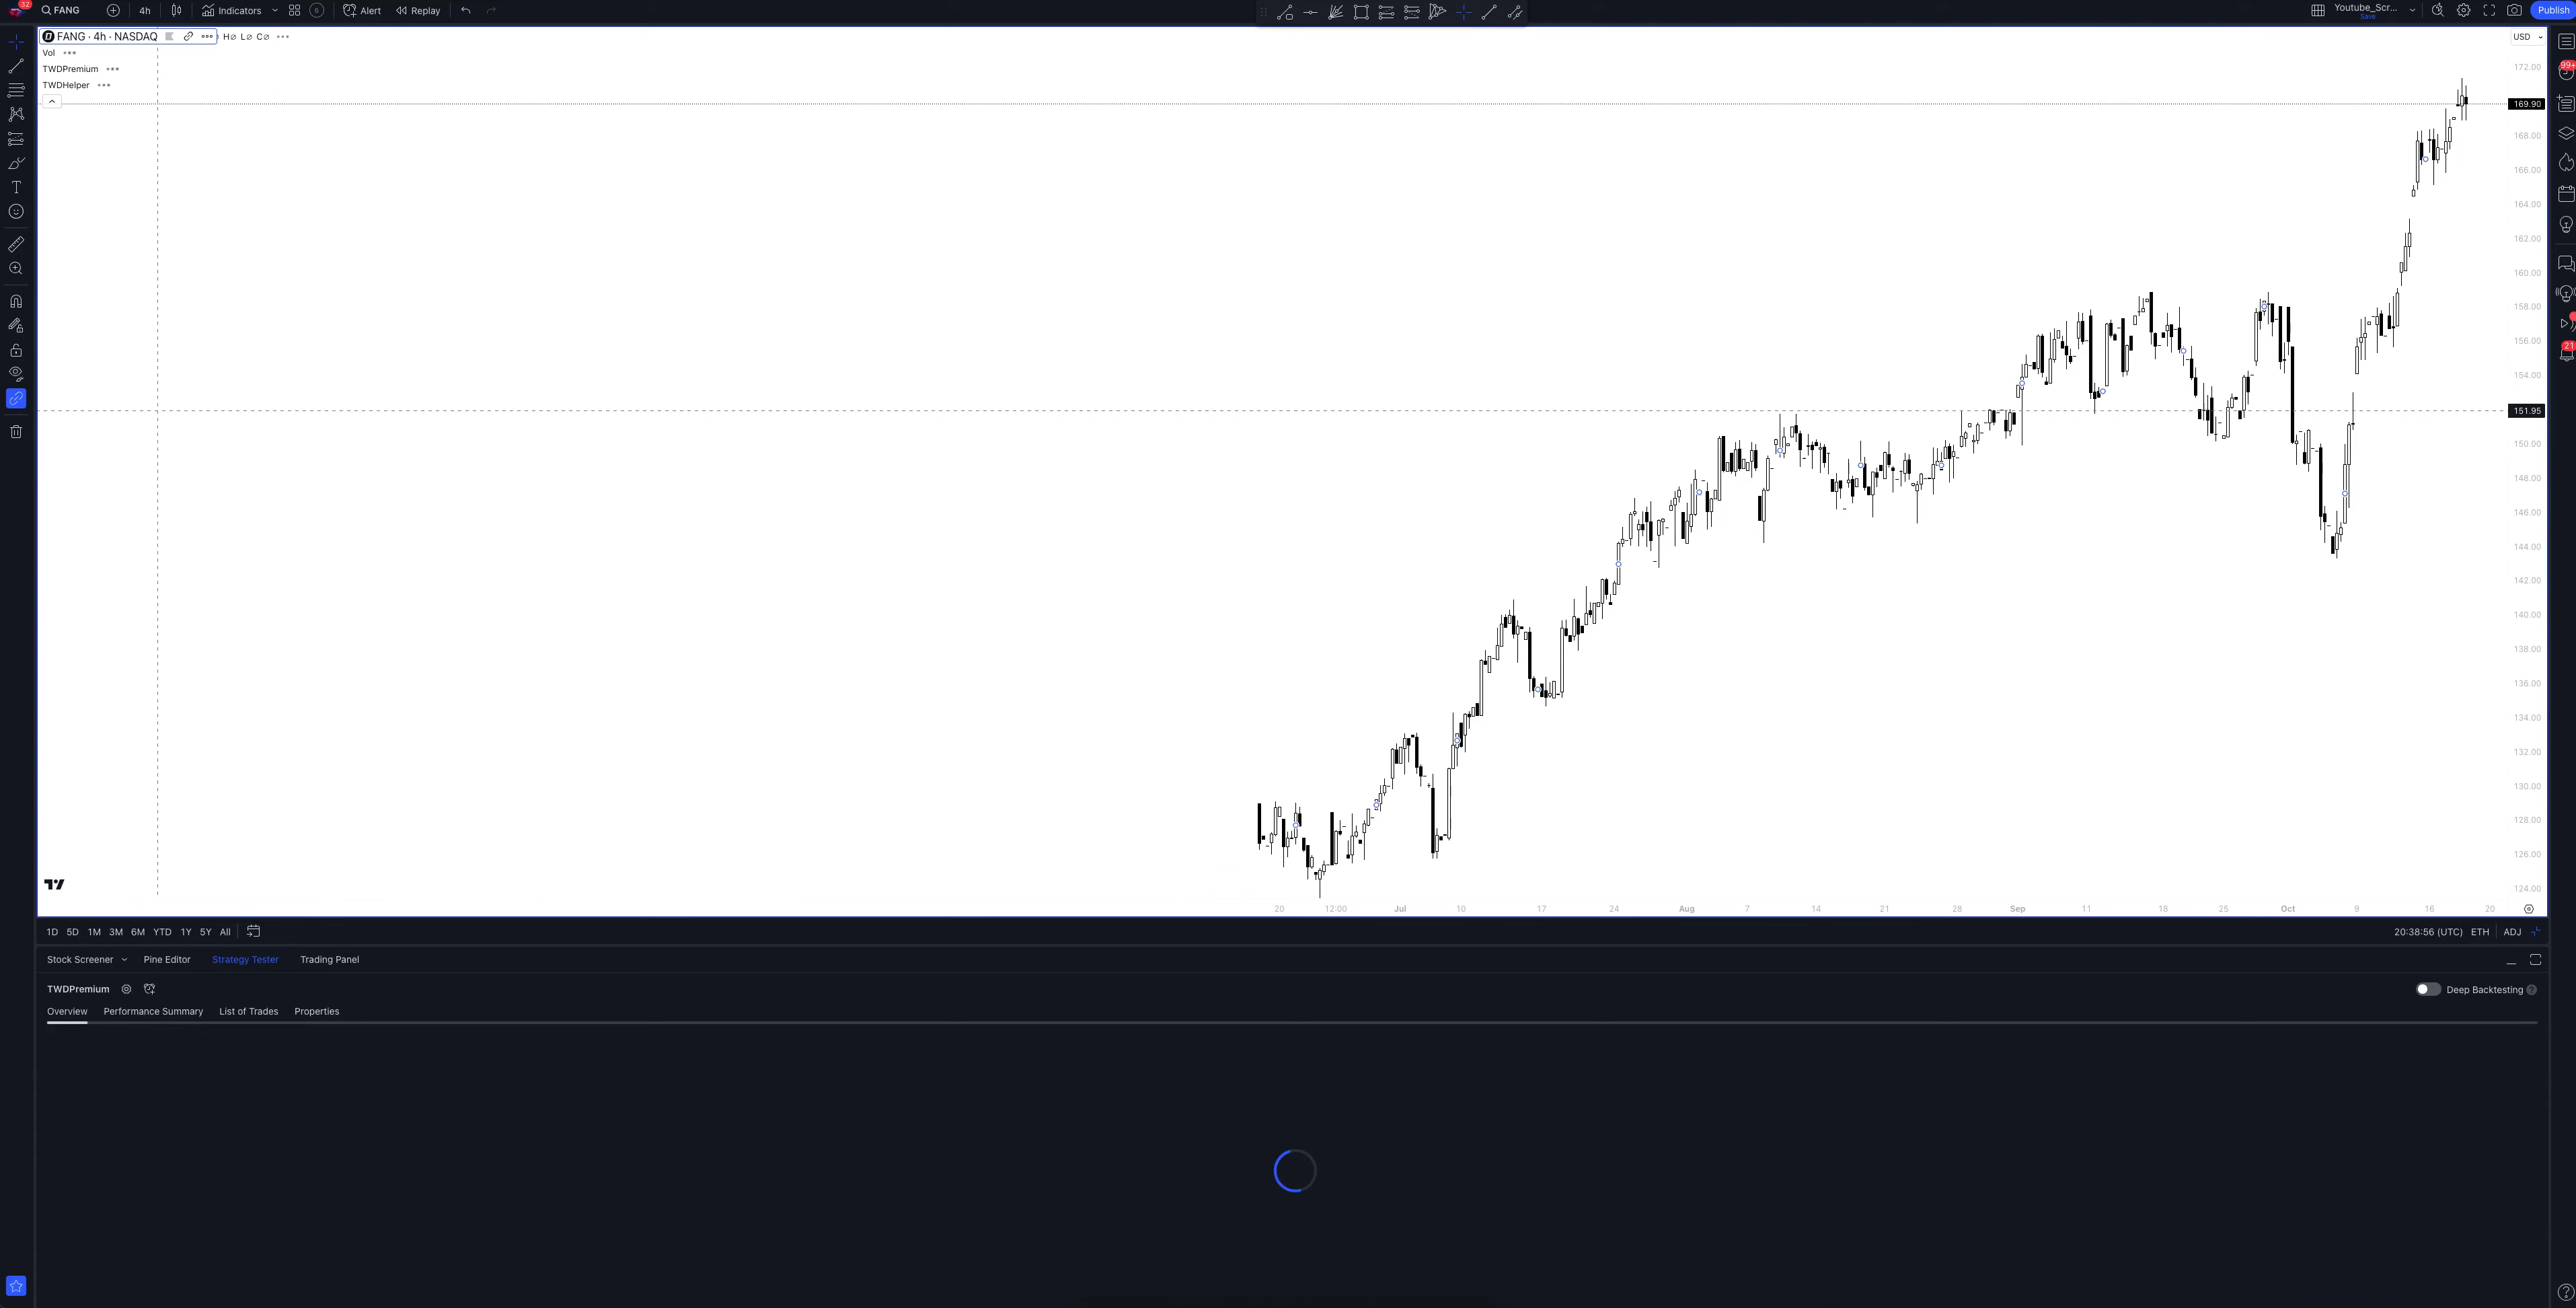 32 FANG 4h Indicators 6 Alert Replay Youtube_Scr... Save Publish
FANG · 4h · NASDAQ H∅ L∅ C∅ USD
Vol
TWDPremium
TWDHelper
172.00
169.90
168.00
166.00
164.00
162.00
160.00
158.00
156.00
154.00
151.95
150.00
148.00
146.00
144.00
142.00
140.00
138.00
136.00
134.00
132.00
130.00
128.00
126.00
124.00
99+
21
20 12:00 Jul 10 17 24 Aug 7 14 21 28 Sep 11 18 25 Oct 9 16 20
1D 5D 1M 3M 6M YTD 1Y 5Y All 20:38:56 (UTC) ETH ADJ
Stock Screener Pine Editor Strategy Tester Trading Panel
TWDPremium Deep Backtesting
Overview Performance Summary List of Trades Properties